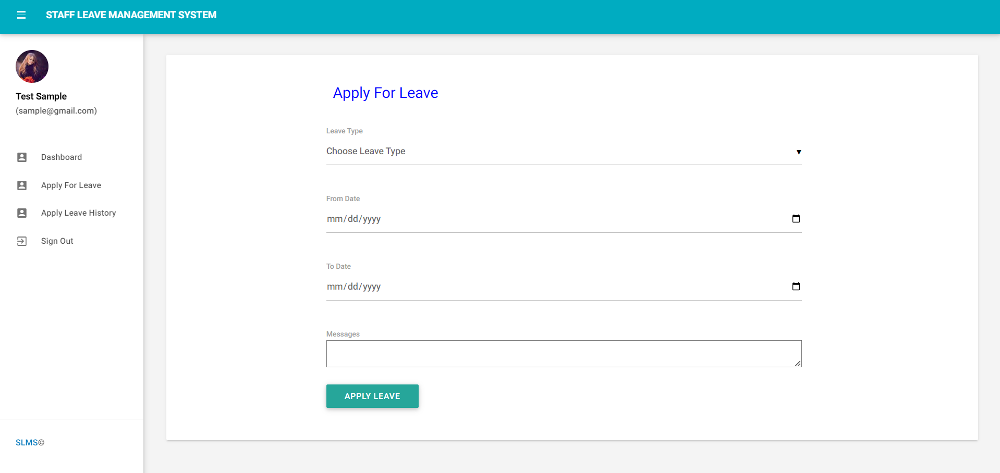 STAFF LEAVE MANAGEMENT SYSTEM
Test Sample
(sample@gmail.com)
Dashboard
Apply For Leave
Apply Leave History
Sign Out
SLMS©
Apply For Leave
Leave Type
Choose Leave Type
From Date
mm/dd/yyyy
To Date
mm/dd/yyyy
Messages
APPLY LEAVE